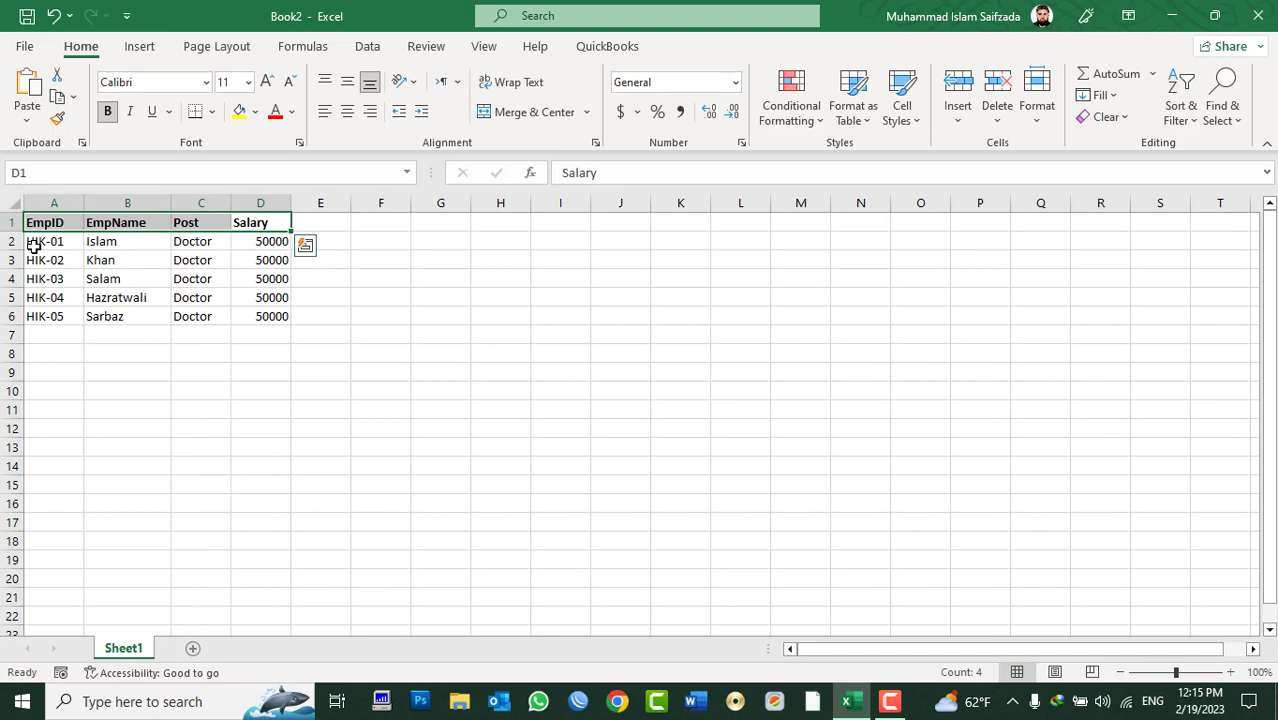 Book2 - Excel
Search
Muhammad Islam Saifzada
File Home Insert Page Layout Formulas Data Review View Help QuickBooks Share
Paste
Calibri 11
B I U A
Wrap Text
Merge & Center
General
$ %
Conditional Formatting
Format as Table
Cell Styles
Insert Delete Format
AutoSum
Fill
Clear
Sort & Filter
Find & Select
Clipboard Font Alignment Number Styles Cells Editing
D1 fx Salary
A B C D E F G H I J K L M N O P Q R S T
1 EmpID EmpName Post Salary
2 HIK-01 Islam Doctor 50000
3 HIK-02 Khan Doctor 50000
4 HIK-03 Salam Doctor 50000
5 HIK-04 Hazratwali Doctor 50000
6 HIK-05 Sarbaz Doctor 50000
7
8
9
10
11
12
13
14
15
16
17
18
19
20
21
22
23
Sheet1
Ready Accessibility: Good to go Count: 4 100%
Type here to search
62°F ENG
12:15 PM
2/19/2023